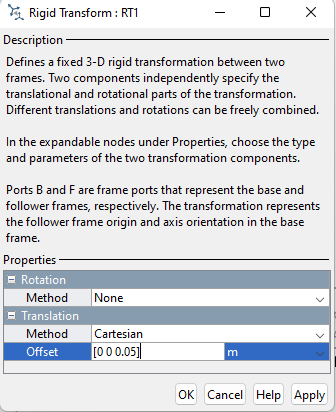 Rigid Transform : RT1
Description
Defines a fixed 3-D rigid transformation between two
frames. Two components independently specify the
translational and rotational parts of the transformation.
Different translations and rotations can be freely combined.
In the expandable nodes under Properties, choose the type
and parameters of the two transformation components.
Ports B and F are frame ports that represent the base and
follower frames, respectively. The transformation represents
the follower frame origin and axis orientation in the base
frame.
Properties
Rotation
Method None
Translation
Method Cartesian
Offset [0 0 0.05] m
OK Cancel Help Apply